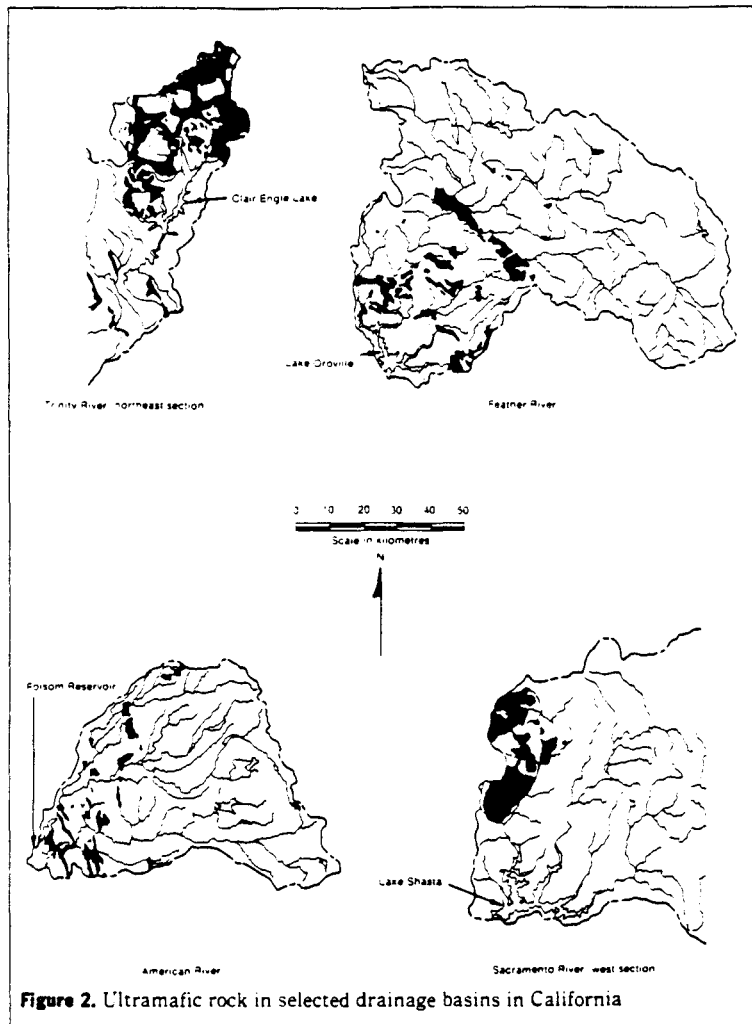 Clair Engle Lake
Lake Oroville
Trinity River, northeast section
Feather River
0 10 20 30 40 50
Scale in kilometres
N
Folsom Reservoir
Lake Shasta
American River
Sacramento River, west section
Figure 2. Ultramafic rock in selected drainage basins in California